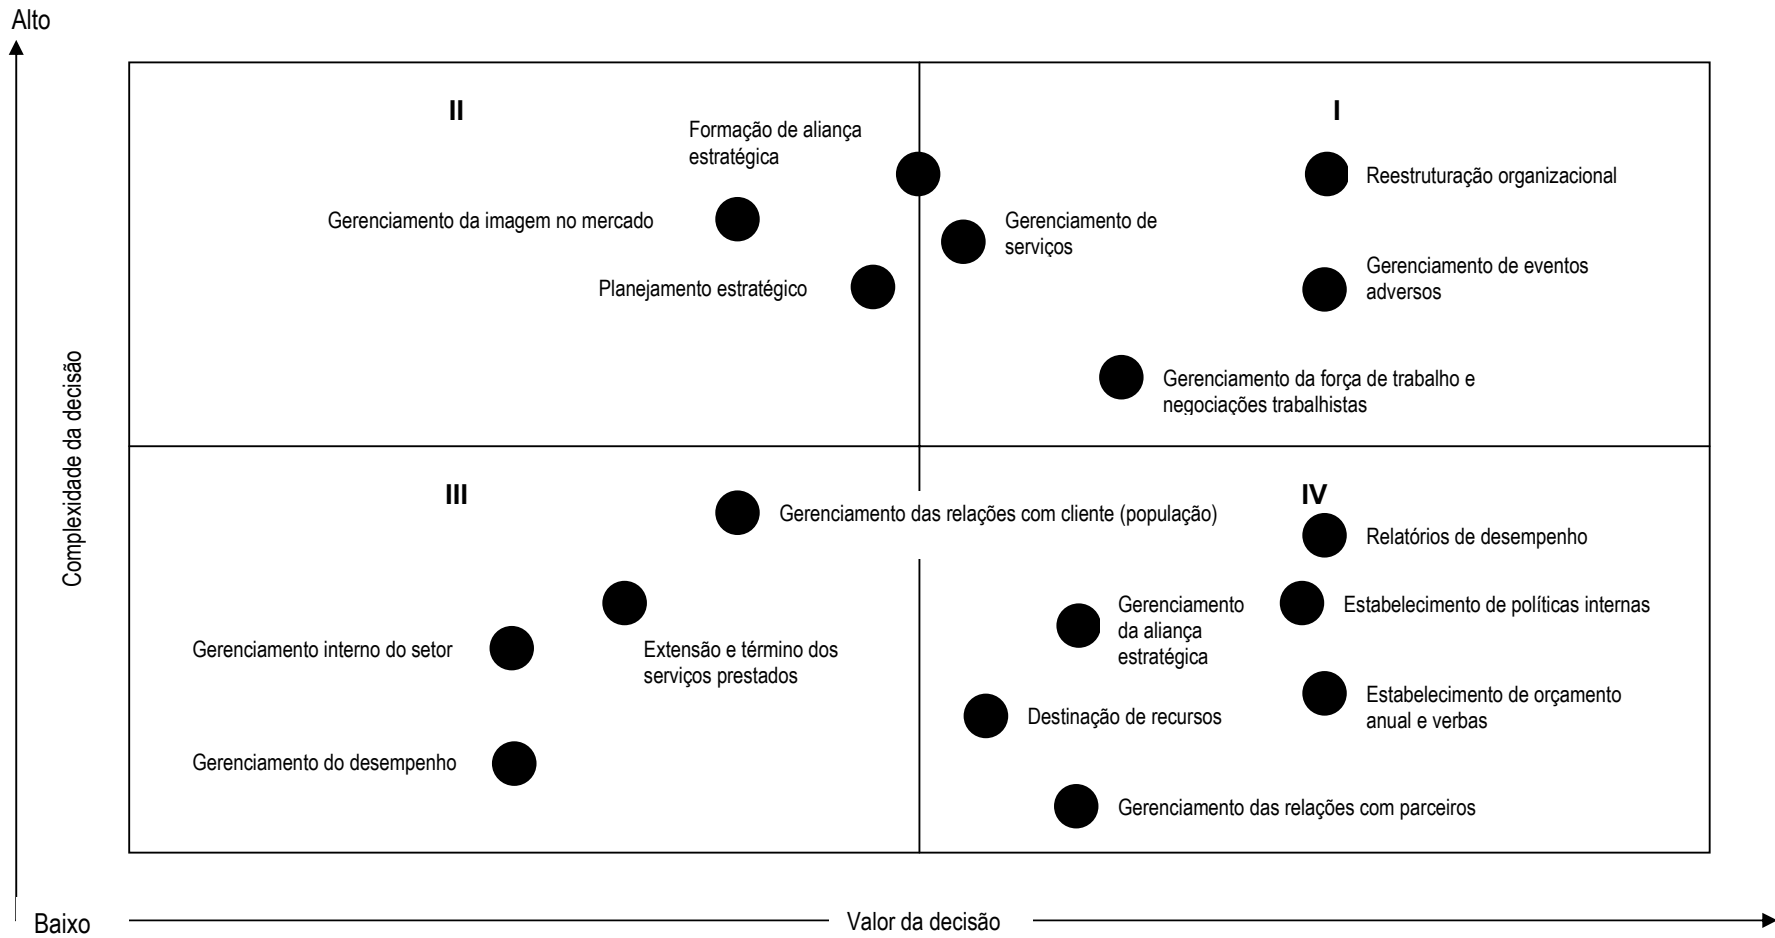 Alto
II
I
Formação de aliança
estratégica
Reestruturação organizacional
Gerenciamento da imagem no mercado
Gerenciamento de
serviços
Gerenciamento de eventos
adversos
Planejamento estratégico
Gerenciamento da força de trabalho e
negociações trabalhistas
Complexidade da decisão
III
IV
Gerenciamento das relações com cliente (população)
Relatórios de desempenho
Gerenciamento
da aliança
estratégica
Estabelecimento de políticas internas
Gerenciamento interno do setor
Extensão e término dos
serviços prestados
Estabelecimento de orçamento
anual e verbas
Destinação de recursos
Gerenciamento do desempenho
Gerenciamento das relações com parceiros
Baixo
Valor da decisão